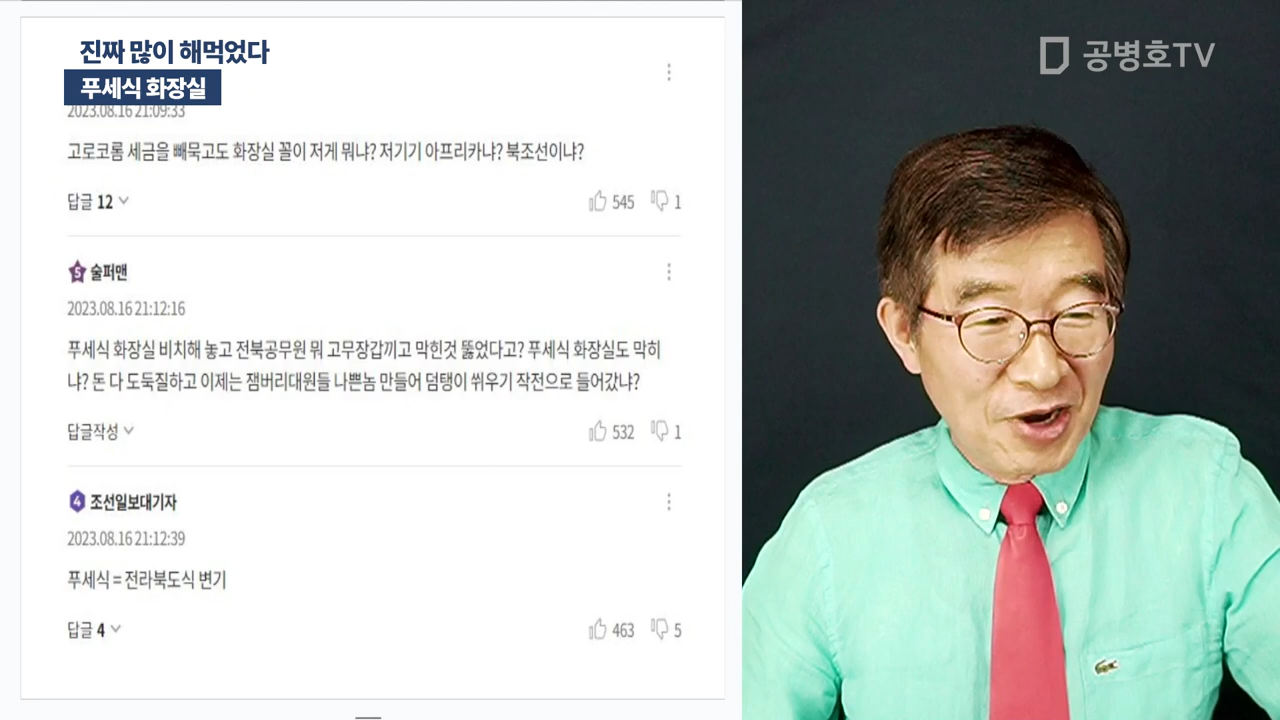 진짜 많이 해먹었다
푸세식 화장실
공병호TV
2023.08.16 21:09:33
고로코롬 세금을 빼묵고도 화장실 꼴이 저게 뭐냐? 저기기 아프리카냐? 북조선이냐?
답글 12
545 1
5 술퍼맨
2023.08.16 21:12:16
푸세식 화장실 비치해 놓고 전북공무원 뭐 고무장갑끼고 막힌것 뚫었다고? 푸세식 화장실도 막히
냐? 돈 다 도둑질하고 이제는 잼버리대원들 나쁜놈 만들어 덤탱이 쒸우기 작전으로 들어갔냐?
답글작성
532 1
4 조선일보대기자
2023.08.16 21:12:39
푸세식 = 전라북도식 변기
답글 4
463 5